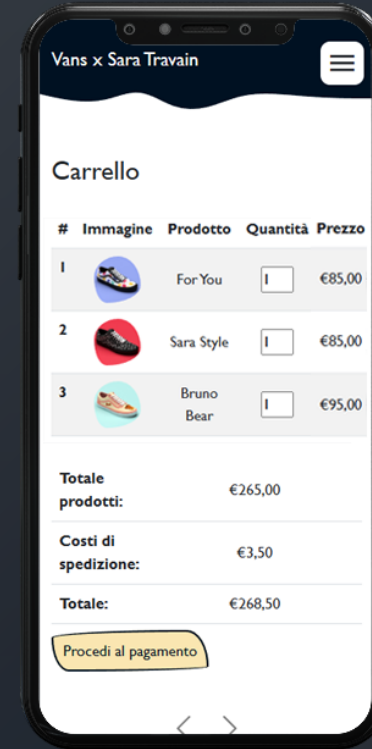 Vans x Sara Travain
Carrello
# Immagine Prodotto Quantità Prezzo
1 For You 1 €85,00
2 Sara Style 1 €85,00
3 Bruno
Bear 1 €95,00
Totale
prodotti: €265,00
Costi di
spedizione: €3,50
Totale: €268,50
Procedi al pagamento